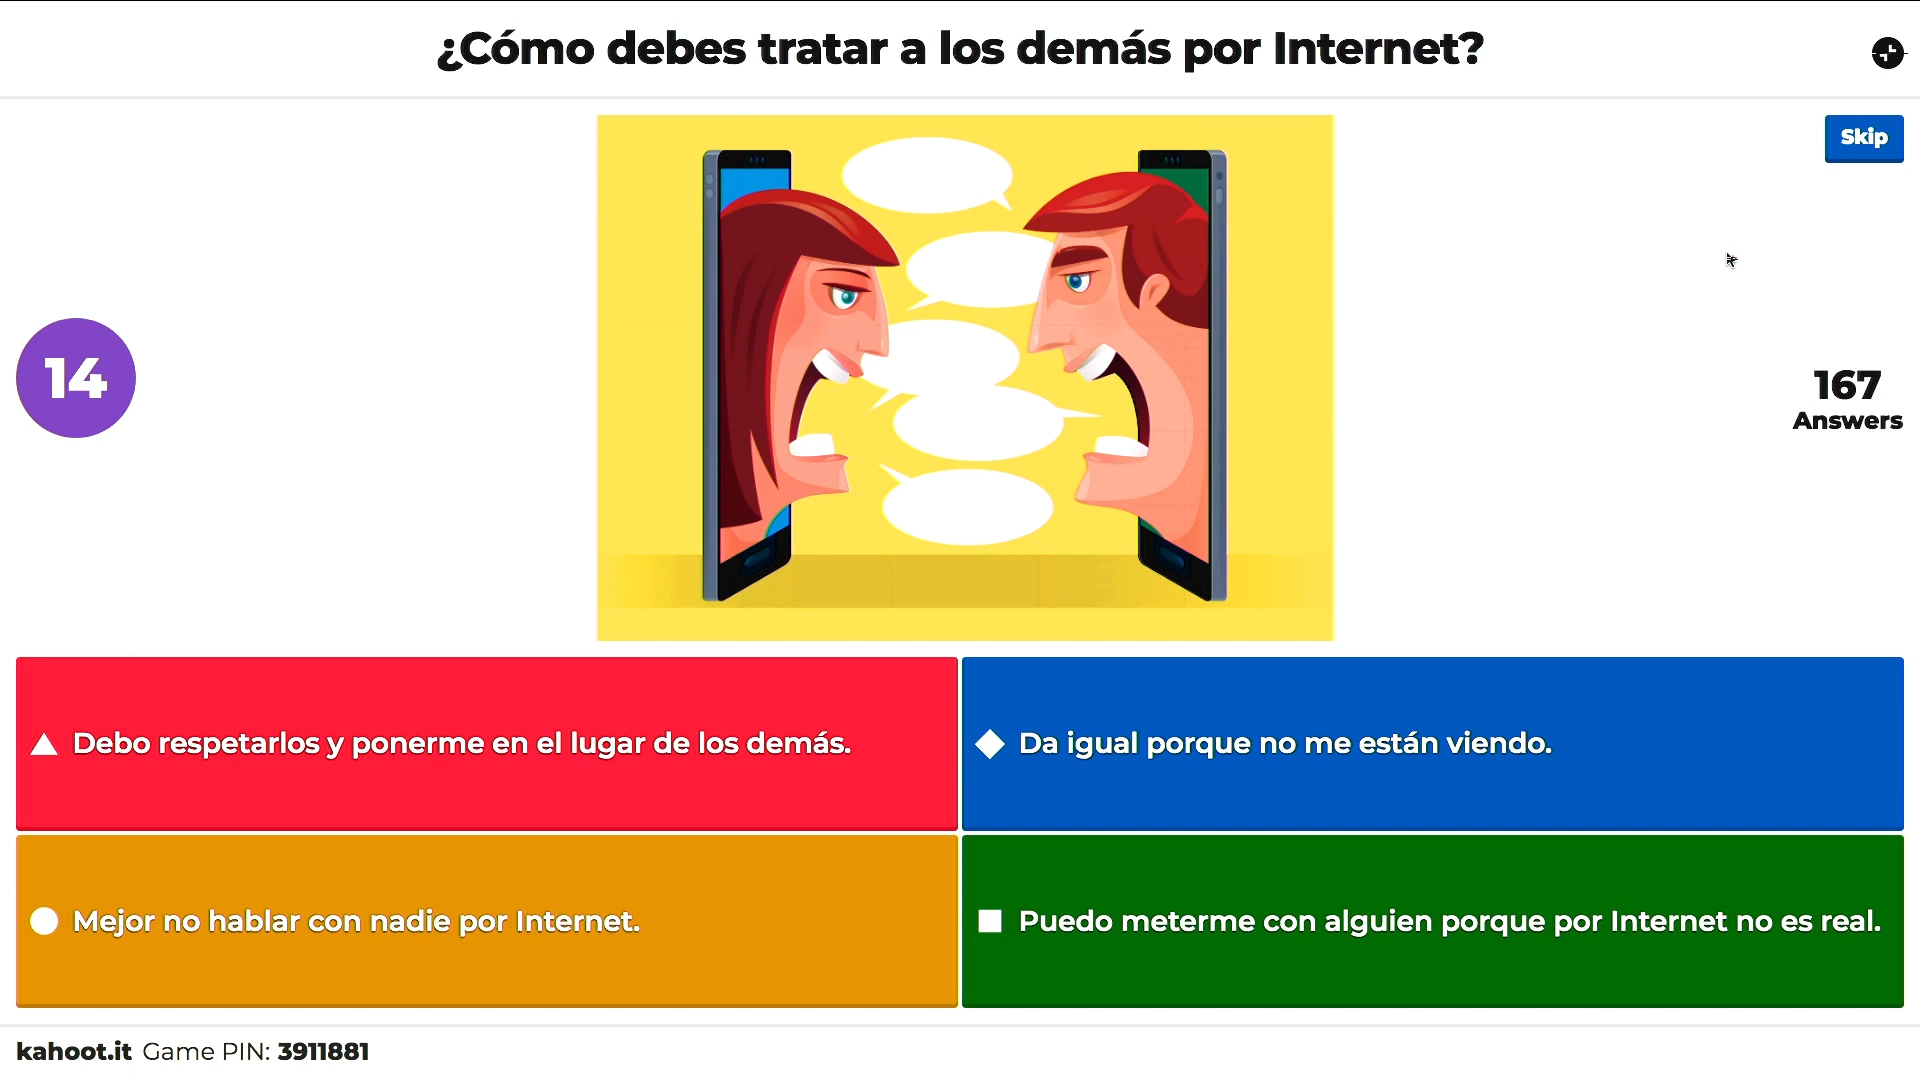 ¿Cómo debes tratar a los demás por Internet?
Skip
14
167
Answers
Debo respetarlos y ponerme en el lugar de los demás.
Da igual porque no me están viendo.
Mejor no hablar con nadie por Internet.
Puedo meterme con alguien porque por Internet no es real.
kahoot.it Game PIN: 3911881